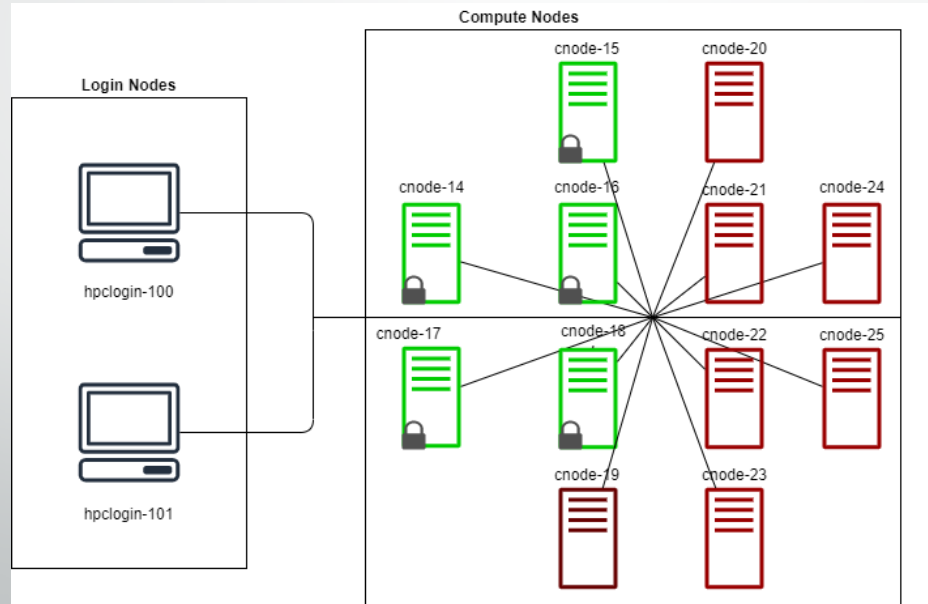 Compute Nodes
Login Nodes
cnode-15
cnode-20
cnode-14
cnode-16
cnode-21
cnode-24
hpclogin-100
cnode-17
cnode-18
cnode-22
cnode-25
cnode-19
cnode-23
hpclogin-101